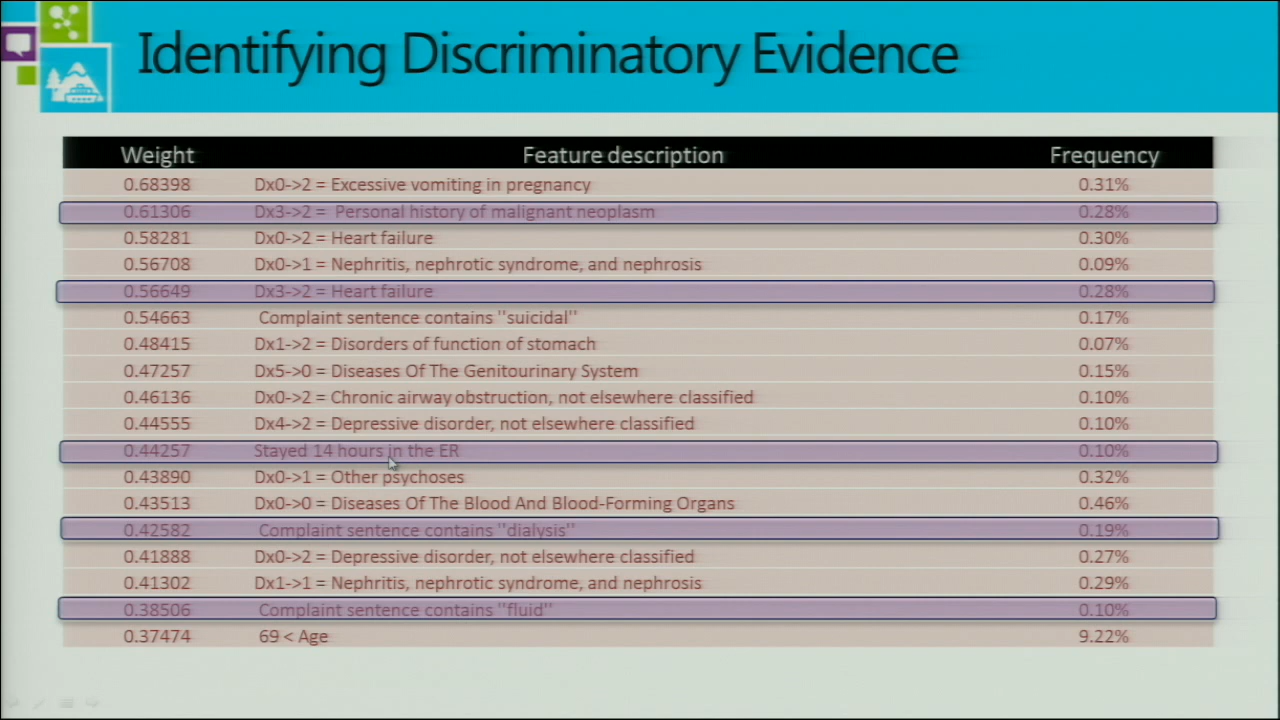 Identifying Discriminatory Evidence
Weight Feature description Frequency
0.68398 Dx0->2 = Excessive vomiting in pregnancy 0.31%
0.61306 Dx3->2 = Personal history of malignant neoplasm 0.28%
0.58281 Dx0->2 = Heart failure 0.30%
0.56708 Dx0->1 = Nephritis, nephrotic syndrome, and nephrosis 0.09%
0.56649 Dx3->2 = Heart failure 0.28%
0.54663 Complaint sentence contains "suicidal" 0.17%
0.48415 Dx1->2 = Disorders of function of stomach 0.07%
0.47257 Dx5->0 = Diseases Of The Genitourinary System 0.15%
0.46136 Dx0->2 = Chronic airway obstruction, not elsewhere classified 0.10%
0.44555 Dx4->2 = Depressive disorder, not elsewhere classified 0.10%
0.44257 Stayed 14 hours in the ER 0.10%
0.43890 Dx0->1 = Other psychoses 0.32%
0.43513 Dx0->0 = Diseases Of The Blood And Blood-Forming Organs 0.46%
0.42582 Complaint sentence contains "dialysis" 0.19%
0.41888 Dx0->2 = Depressive disorder, not elsewhere classified 0.27%
0.41302 Dx1->1 = Nephritis, nephrotic syndrome, and nephrosis 0.29%
0.38506 Complaint sentence contains "fluid" 0.10%
0.37474 69 < Age 9.22%